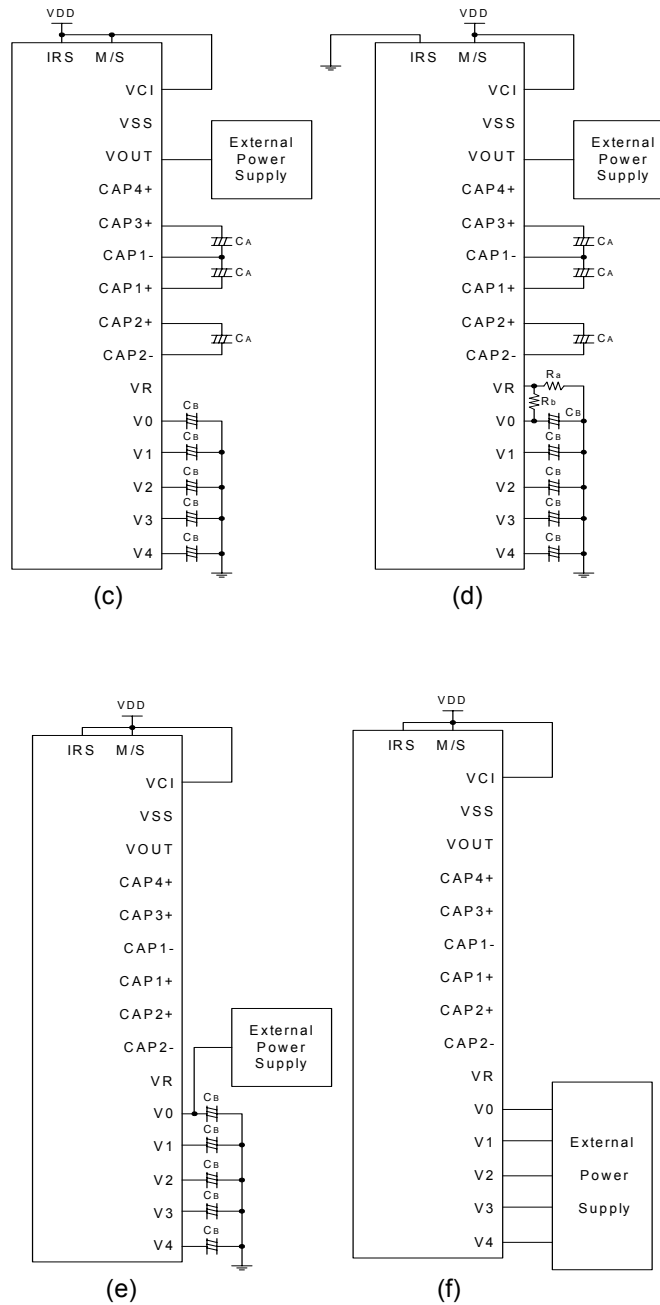 VDD
IRS M/S
VCI
VSS
VOUT
CAP4+
CAP3+
CAP1-
CAP1+
CAP2+
CAP2-
VR
V0
V1
V2
V3
V4
External
Power
Supply
CA
CA
CA
CB
CB
CB
CB
CB
(c)
VDD
IRS M/S
VCI
VSS
VOUT
CAP4+
CAP3+
CAP1-
CAP1+
CAP2+
CAP2-
VR
V0
V1
V2
V3
V4
External
Power
Supply
CA
CA
CA
Ra
Rb
CB
CB
CB
CB
CB
(d)
VDD
IRS M/S
VCI
VSS
VOUT
CAP4+
CAP3+
CAP1-
CAP1+
CAP2+
CAP2-
VR
V0
V1
V2
V3
V4
External
Power
Supply
CB
CB
CB
CB
CB
(e)
VDD
IRS M/S
VCI
VSS
VOUT
CAP4+
CAP3+
CAP1-
CAP1+
CAP2+
CAP2-
VR
V0
V1
V2
V3
V4
External
Power
Supply
(f)